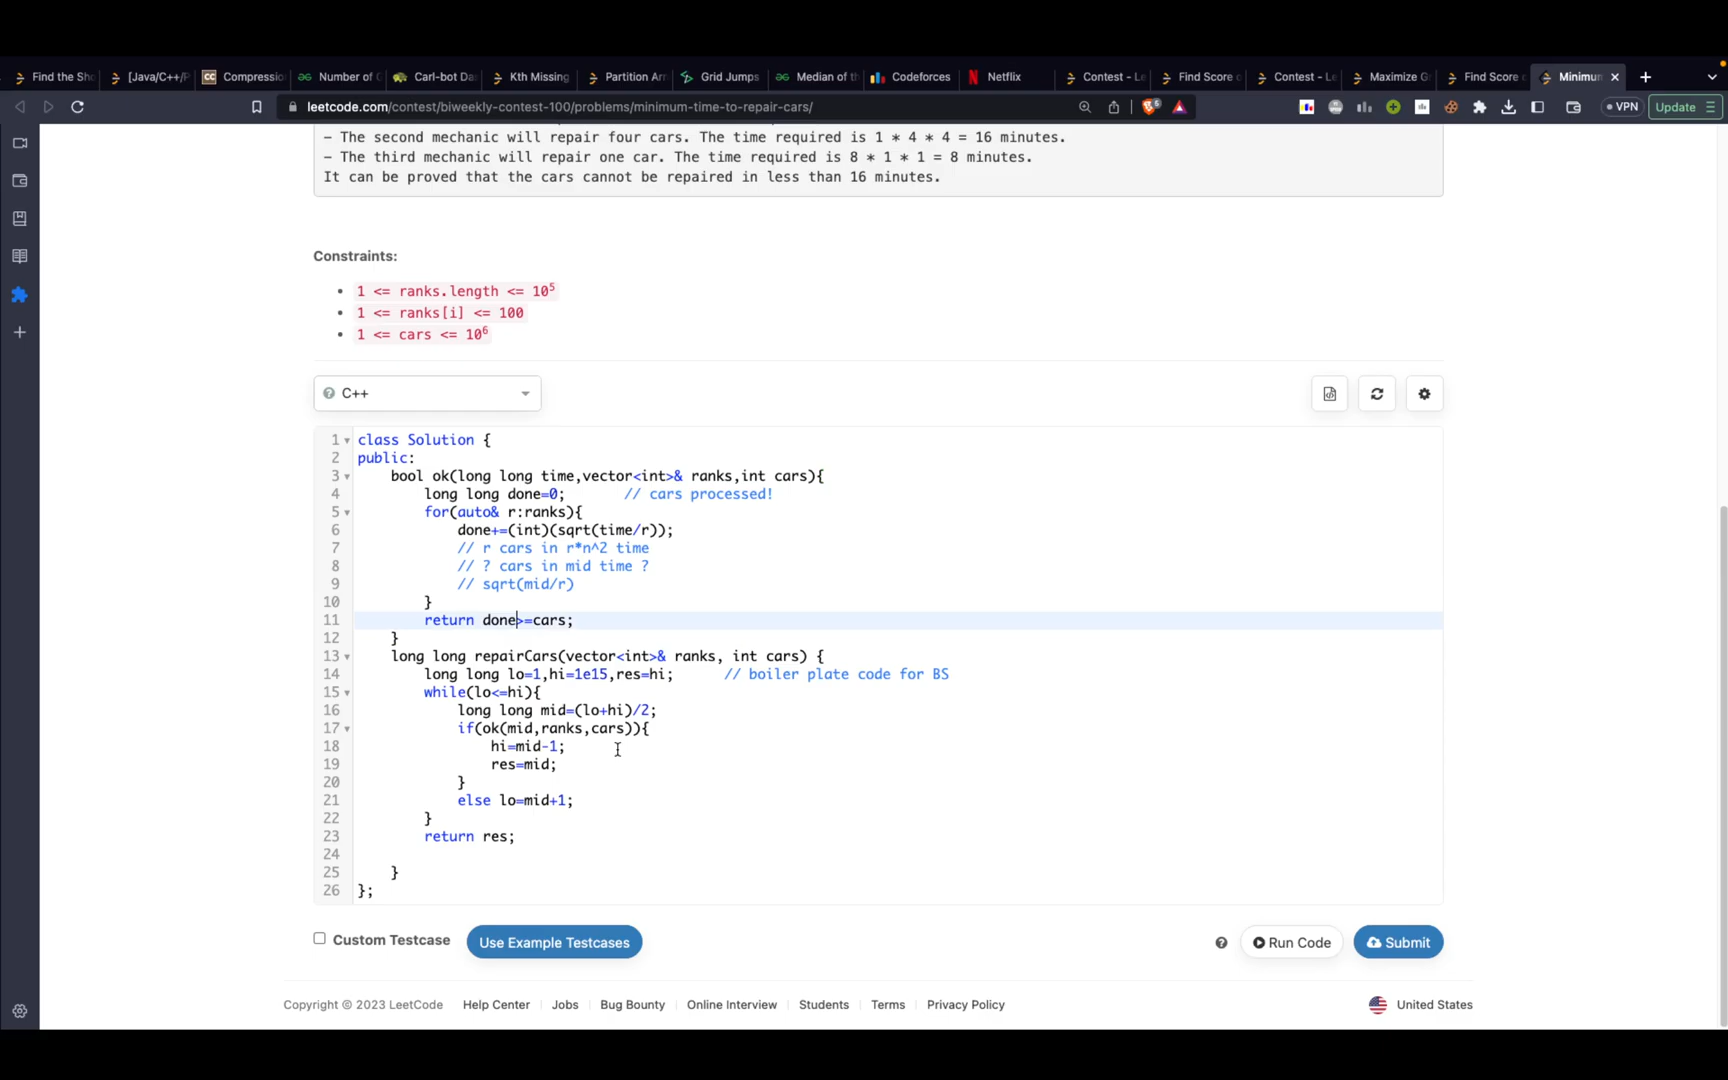 Find the Sho
[Java/C++/P
CC Compressio
Number of C
Carl-bot Da
Kth Missing
Partition Arr
Grid Jumps
Median of th
Codeforces
Netflix
Contest - Le
Find Score o
Contest - Le
Maximize Gr
Find Score o
Minimum
leetcode.com/contest/biweekly-contest-100/problems/minimum-time-to-repair-cars/
6
VPN
Update
- The second mechanic will repair four cars. The time required is 1 * 4 * 4 = 16 minutes.
- The third mechanic will repair one car. The time required is 8 * 1 * 1 = 8 minutes.
It can be proved that the cars cannot be repaired in less than 16 minutes.
Constraints:
• 1 <= ranks.length <= 10⁵
• 1 <= ranks[i] <= 100
• 1 <= cars <= 10⁶
C++
1 class Solution {
2 public:
3 bool ok(long long time,vector<int>& ranks,int cars){
4 long long done=0; // cars processed!
5 for(auto& r:ranks){
6 done+=(int)(sqrt(time/r));
7 // r cars in r*n^2 time
8 // ? cars in mid time ?
9 // sqrt(mid/r)
10 }
11 return done>=cars;
12 }
13 long long repairCars(vector<int>& ranks, int cars) {
14 long long lo=1,hi=1e15,res=hi; // boiler plate code for BS
15 while(lo<=hi){
16 long long mid=(lo+hi)/2;
17 if(ok(mid,ranks,cars)){
18 hi=mid-1;
19 res=mid;
20 }
21 else lo=mid+1;
22 }
23 return res;
24
25 }
26 };
Custom Testcase
Use Example Testcases
Run Code
Submit
Copyright © 2023 LeetCode
Help Center
Jobs
Bug Bounty
Online Interview
Students
Terms
Privacy Policy
United States